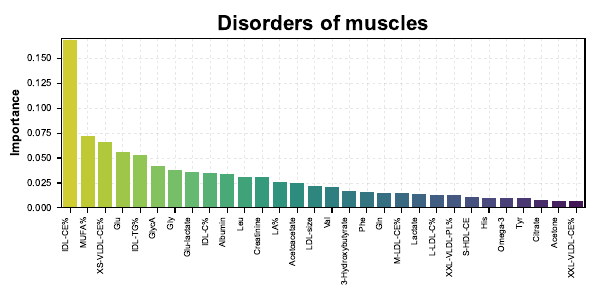 Disorders of muscles
Importance
0.150
0.125
0.100
0.075
0.050
0.025
0.000
IDL-CE%
MUFA%
XS-VLDL-CE%
Glu
IDL-TG%
GlycA
Gly
Glu-lactate
IDL-C%
Albumin
Leu
Creatinine
LA%
Acetoacetate
LDL-size
Val
3-Hydroxybutyrate
Phe
Gln
M-LDL-CE%
Lactate
L-LDL-C%
XXL-VLDL-PL%
S-HDL-CE
His
Omega-3
Tyr
Citrate
Acetone
XXL-VLDL-CE%